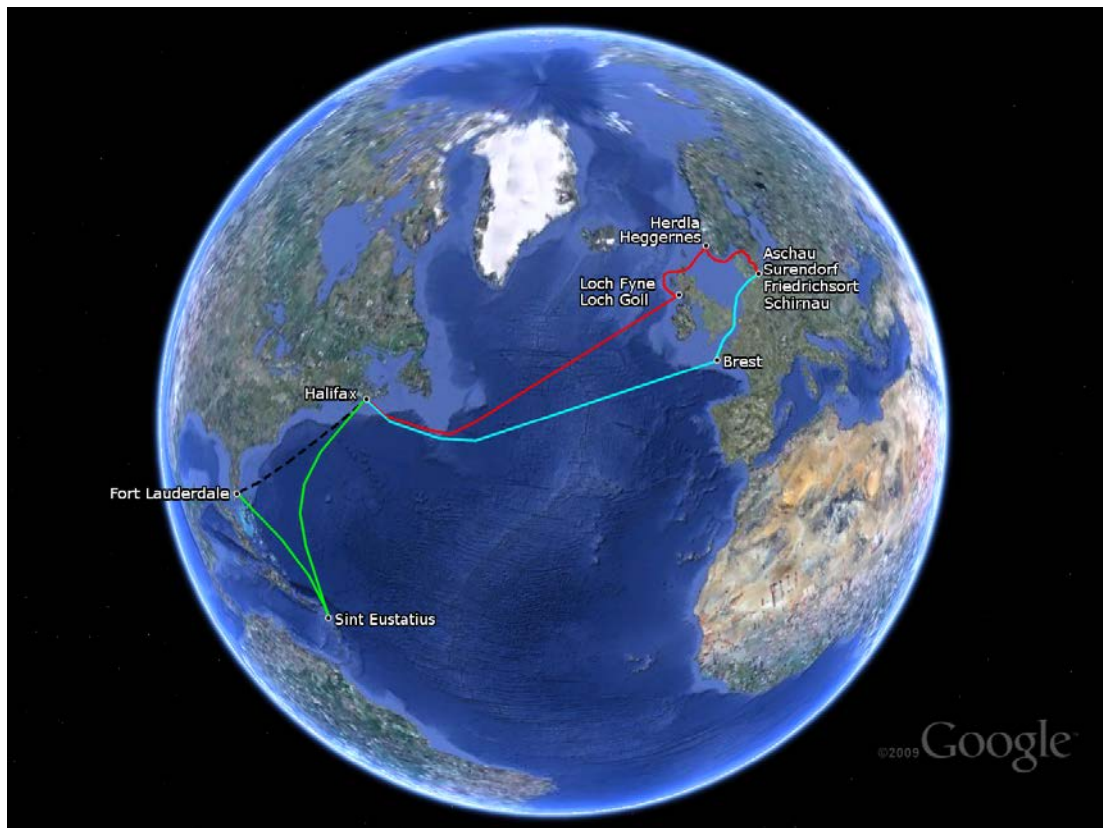 Herdla
Heggernes
Aschau
Surendorf
Friedrichsort
Schirnau
Loch Fyne
Loch Goil
Brest
Halifax
Fort Lauderdale
Sint Eustatius
©2009 Google